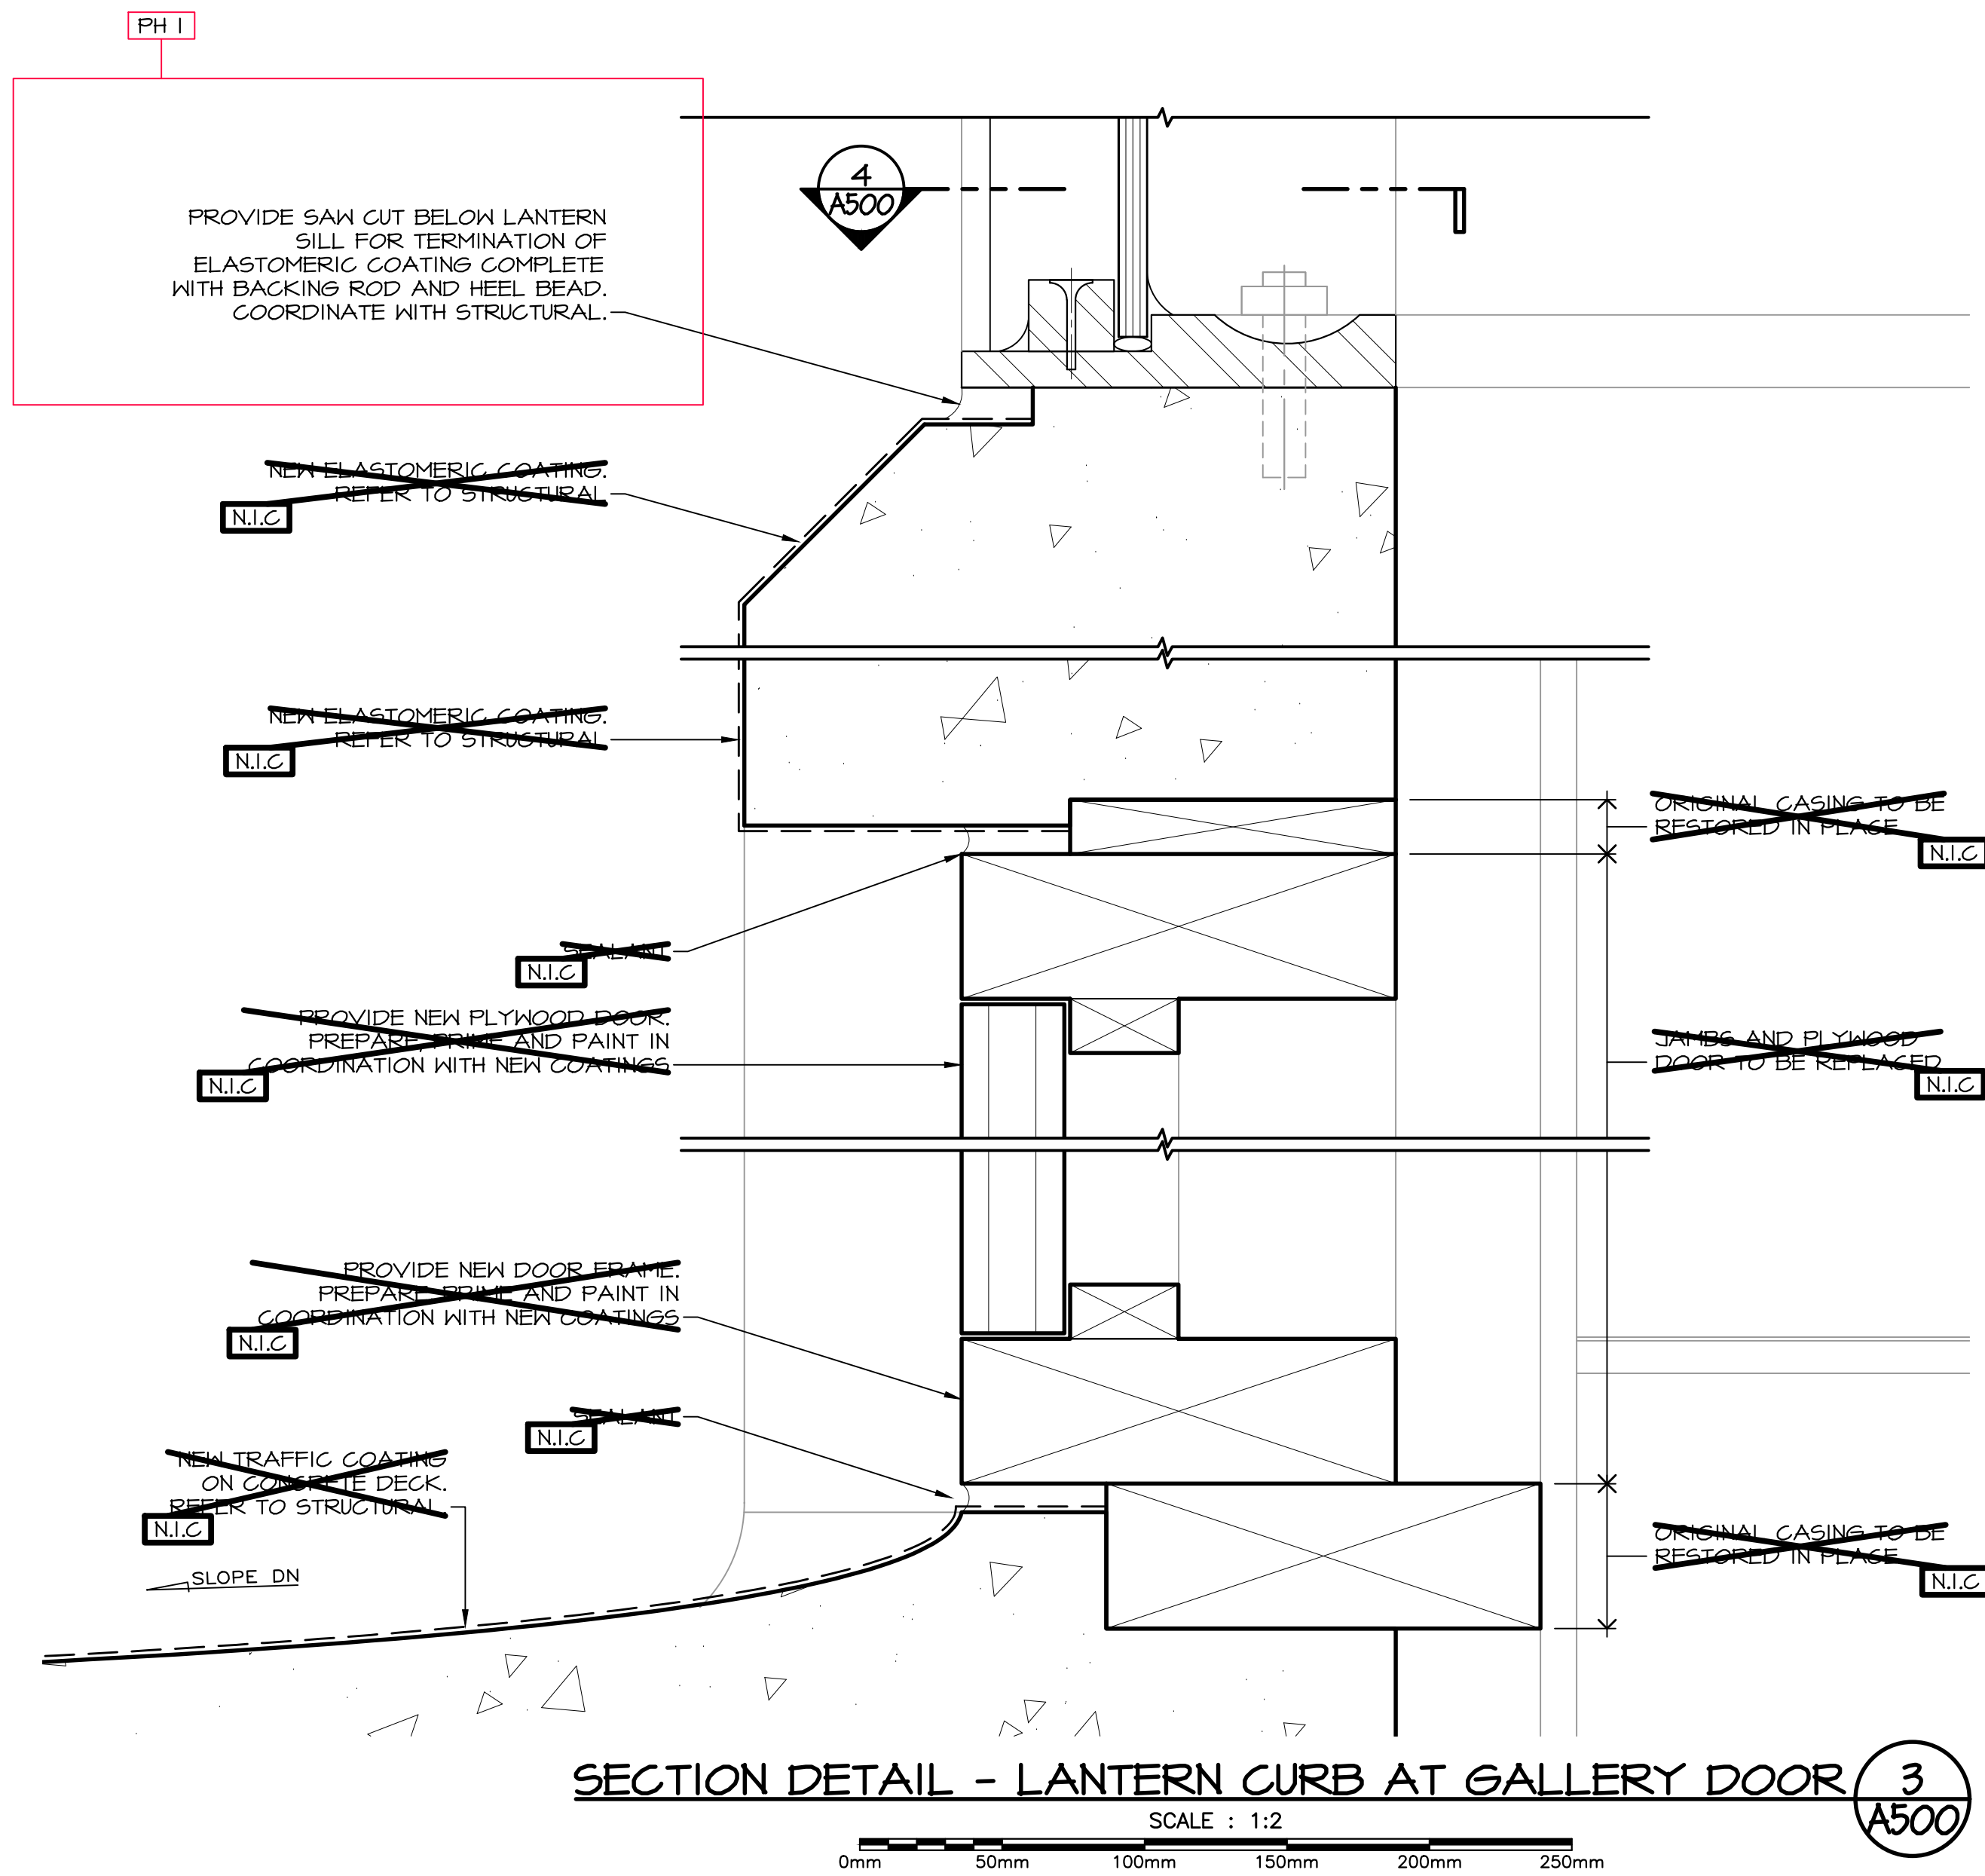 PH 1
4
A500
PROVIDE SAW CUT BELOW LANTERN
SILL FOR TERMINATION OF
ELASTOMERIC COATING COMPLETE
WITH BACKING ROD AND HEEL BEAD.
COORDINATE WITH STRUCTURAL.
NEW ELASTOMERIC COATING.
REFER TO STRUCTURAL
N.I.C
NEW ELASTOMERIC COATING.
REFER TO STRUCTURAL
N.I.C
ORIGINAL CASING TO BE
RESTORED IN PLACE
N.I.C
SEALANT
N.I.C
PROVIDE NEW PLYWOOD DOOR.
PREPARE, PRIME AND PAINT IN
COORDINATION WITH NEW COATINGS
N.I.C
JAMBS AND PLYWOOD
DOOR TO BE REPLACED
N.I.C
PROVIDE NEW DOOR FRAME.
PREPARE, PRIME AND PAINT IN
COORDINATION WITH NEW COATINGS
N.I.C
SEALANT
N.I.C
NEW TRAFFIC COATING
ON CONCRETE DECK.
REFER TO STRUCTURAL.
N.I.C
ORIGINAL CASING TO BE
RESTORED IN PLACE
N.I.C
SLOPE DN
SECTION DETAIL - LANTERN CURB AT GALLERY DOOR
3
A500
SCALE : 1:2
0mm 50mm 100mm 150mm 200mm 250mm